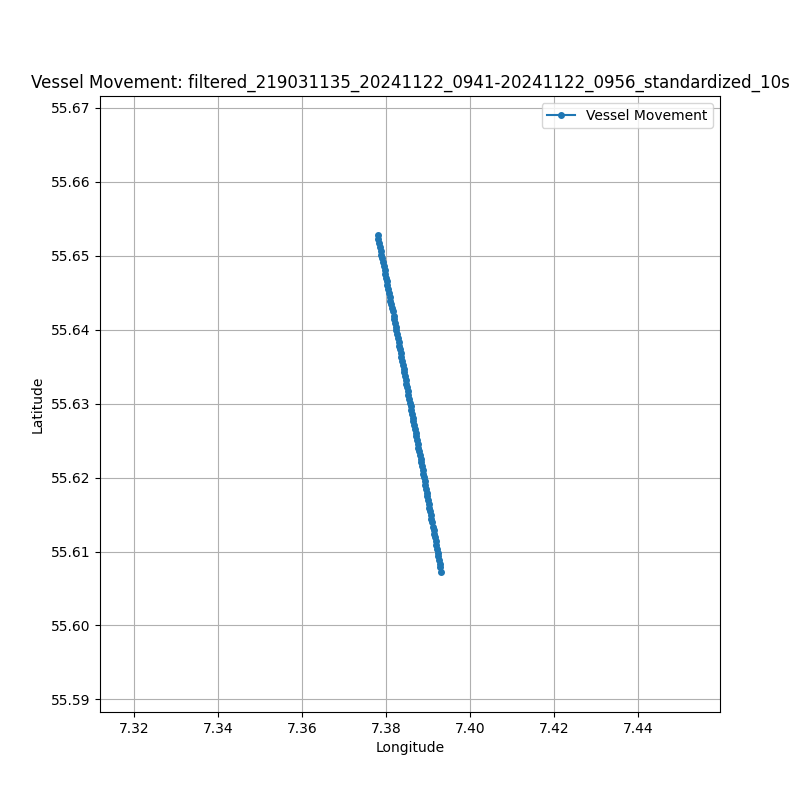 Vessel Movement: filtered_219031135_20241122_0941-20241122_0956_standardized_10s
Vessel Movement
55.67
55.66
55.65
55.64
55.63
55.62
55.61
55.60
55.59
Latitude
7.32 7.34 7.36 7.38 7.40 7.42 7.44
Longitude